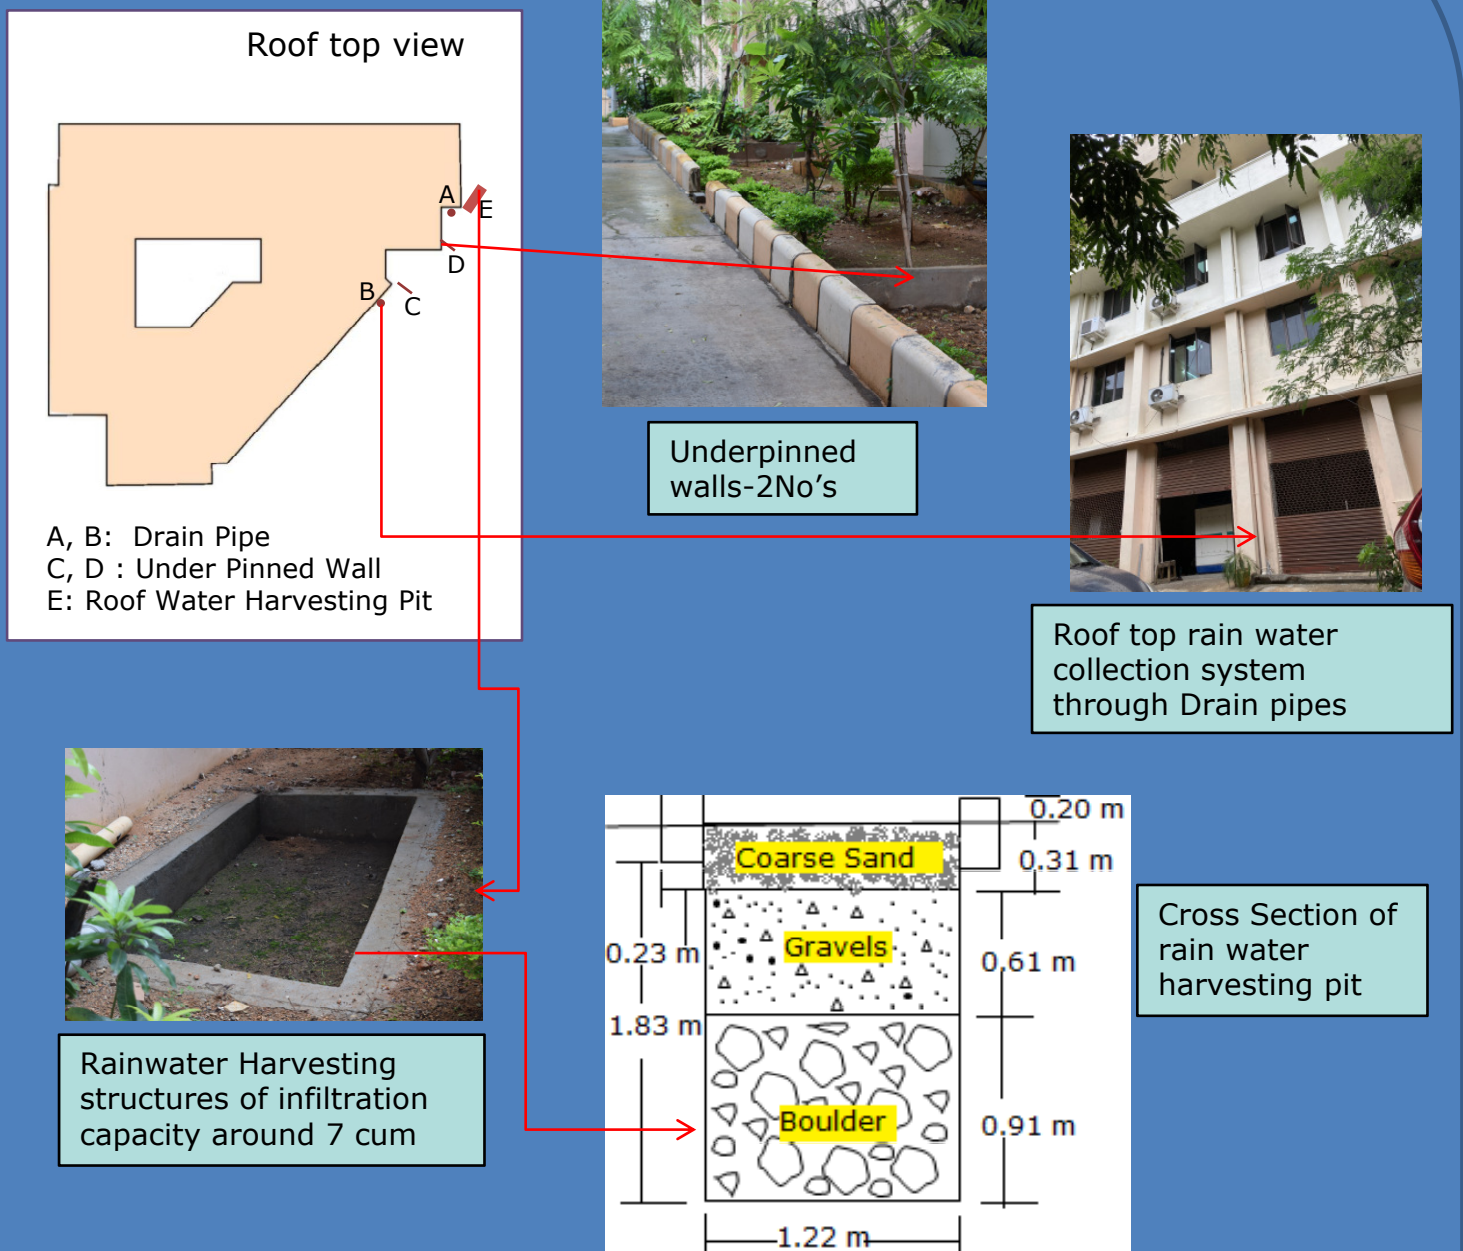 Roof top view
A
E
D
B
C
A, B:  Drain Pipe
C, D : Under Pinned Wall
E: Roof Water Harvesting Pit
Underpinned
walls-2No’s
Roof top rain water
collection system
through Drain pipes
Rainwater Harvesting
structures of infiltration
capacity around 7 cum
0.20 m
Coarse Sand
0.31 m
0.23 m
Gravels
0,61 m
1.83 m
Boulder
0.91 m
1.22 m
Cross Section of
rain water
harvesting pit